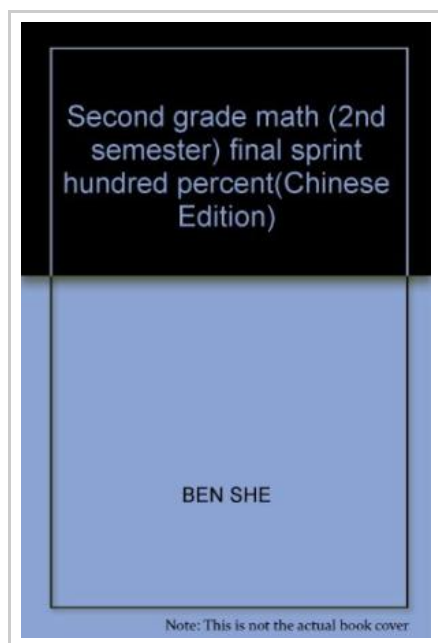 Second grade math (2nd
semester) final sprint
hundred percent(Chinese
Edition)
BEN SHE
Note: This is not the actual book cover